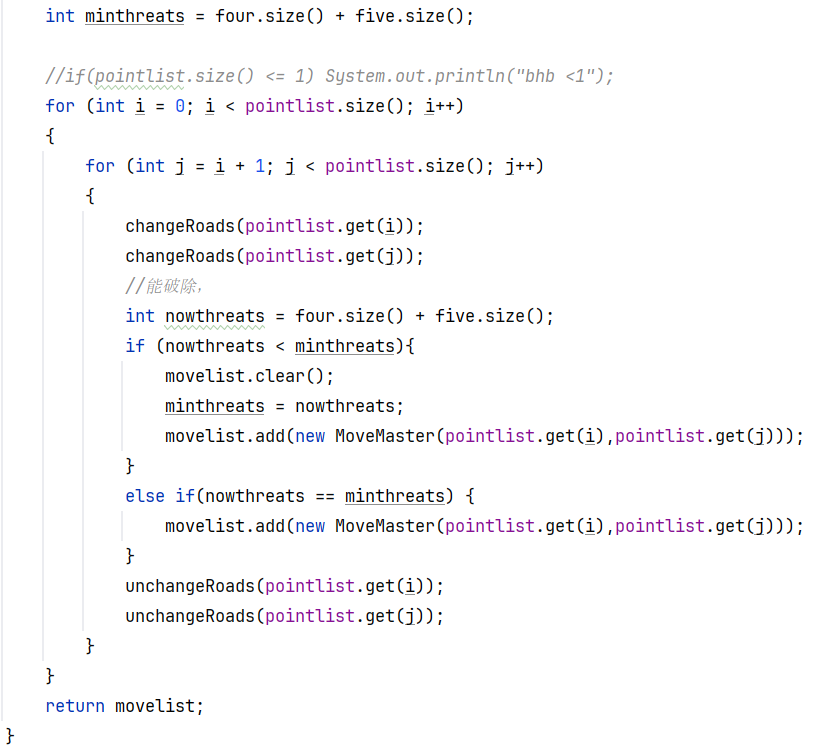 int minthreats = four.size() + five.size();
//if(pointlist.size() <= 1) System.out.println("bhb <1");
for (int i = 0; i < pointlist.size(); i++)
{
for (int j = i + 1; j < pointlist.size(); j++)
{
changeRoads(pointlist.get(i));
changeRoads(pointlist.get(j));
//能破除,
int nowthreats = four.size() + five.size();
if (nowthreats < minthreats){
movelist.clear();
minthreats = nowthreats;
movelist.add(new MoveMaster(pointlist.get(i),pointlist.get(j)));
}
else if(nowthreats == minthreats) {
movelist.add(new MoveMaster(pointlist.get(i),pointlist.get(j)));
}
unchangeRoads(pointlist.get(i));
unchangeRoads(pointlist.get(j));
}
}
return movelist;
}